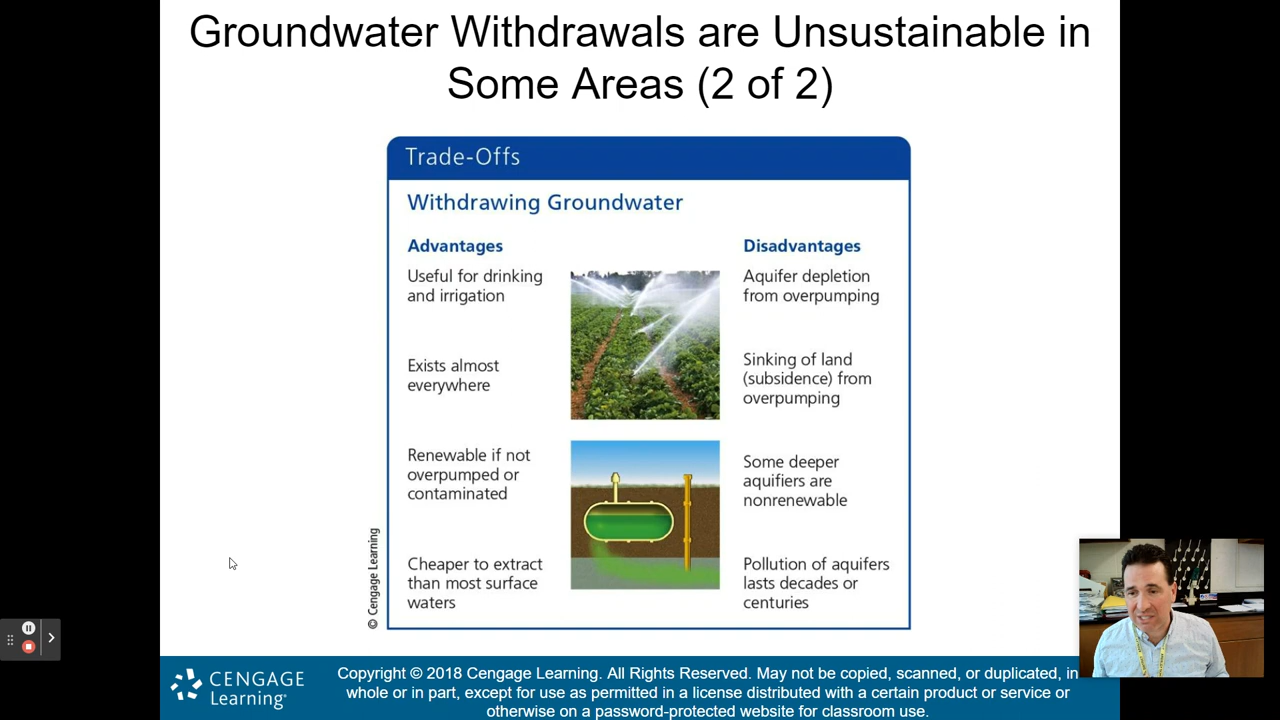 Groundwater Withdrawals are Unsustainable in
Some Areas (2 of 2)
Trade-Offs
Withdrawing Groundwater
Advantages
Useful for drinking
and irrigation
Exists almost
everywhere
Renewable if not
overpumped or
contaminated
Cheaper to extract
than most surface
waters
Disadvantages
Aquifer depletion
from overpumping
Sinking of land
(subsidence) from
overpumping
Some deeper
aquifiers are
nonrenewable
Pollution of aquifers
lasts decades or
centuries
© Cengage Learning
CENGAGE
Learning®
Copyright © 2018 Cengage Learning. All Rights Reserved. May not be copied, scanned, or duplicated, in
whole or in part, except for use as permitted in a license distributed with a certain product or service or
otherwise on a password-protected website for classroom use.